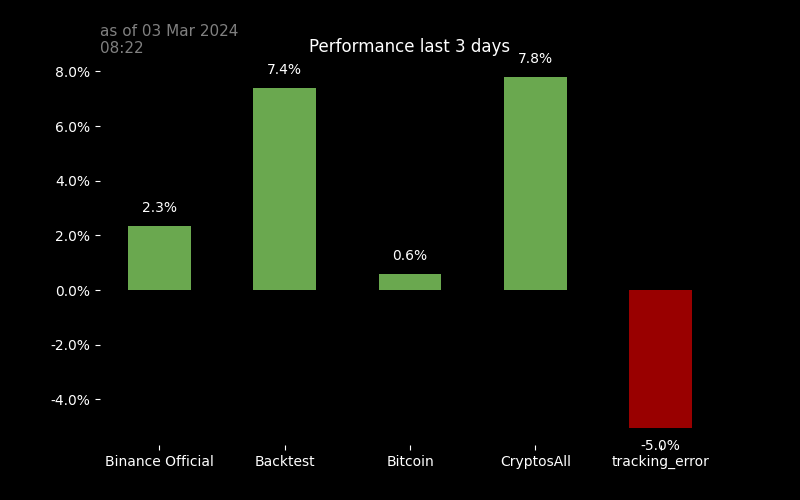 as of 03 Mar 2024
08:22
Performance last 3 days
8.0%
6.0%
4.0%
2.0%
0.0%
-2.0%
-4.0%
2.3%
7.4%
0.6%
7.8%
-5.0%
Binance Official
Backtest
Bitcoin
CryptosAll
tracking_error